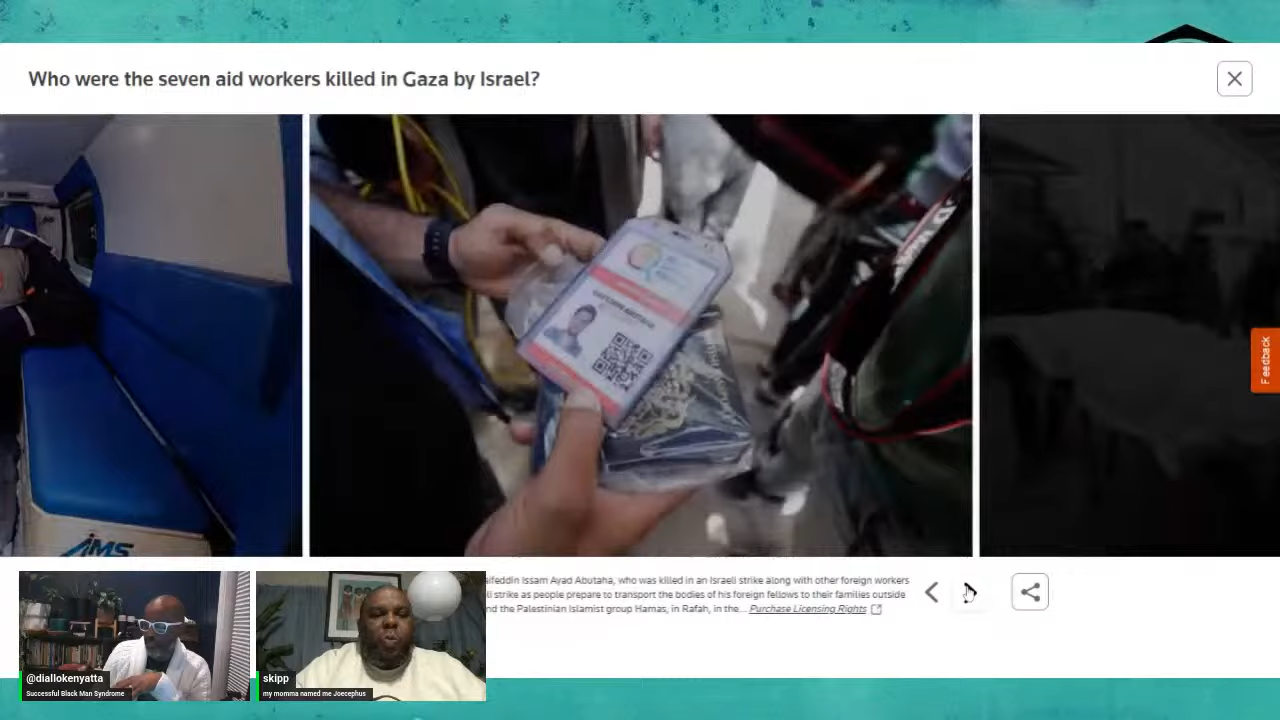 Who were the seven aid workers killed in Gaza by Israel?
Feedback
IMS
aifeddin Issam Ayad Abutaha, who was killed in an Israeli strike along with other foreign workers
li strike as people prepare to transport the bodies of his foreign fellows to their families outside
nd the Palestinian Islamist group Hamas, in Rafah, in the... Purchase Licensing Rights
@diallokenyatta
Successful Black Man Syndrome
skipp
my momma named me Joecephus